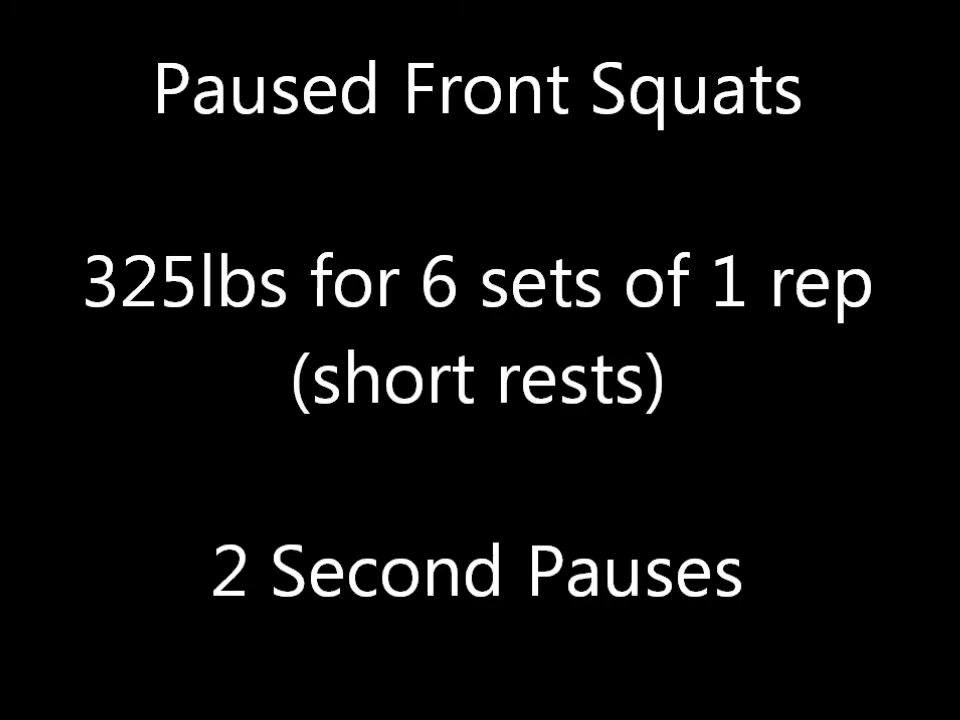 Paused Front Squats
325lbs for 6 sets of 1 rep
(short rests)
2 Second Pauses